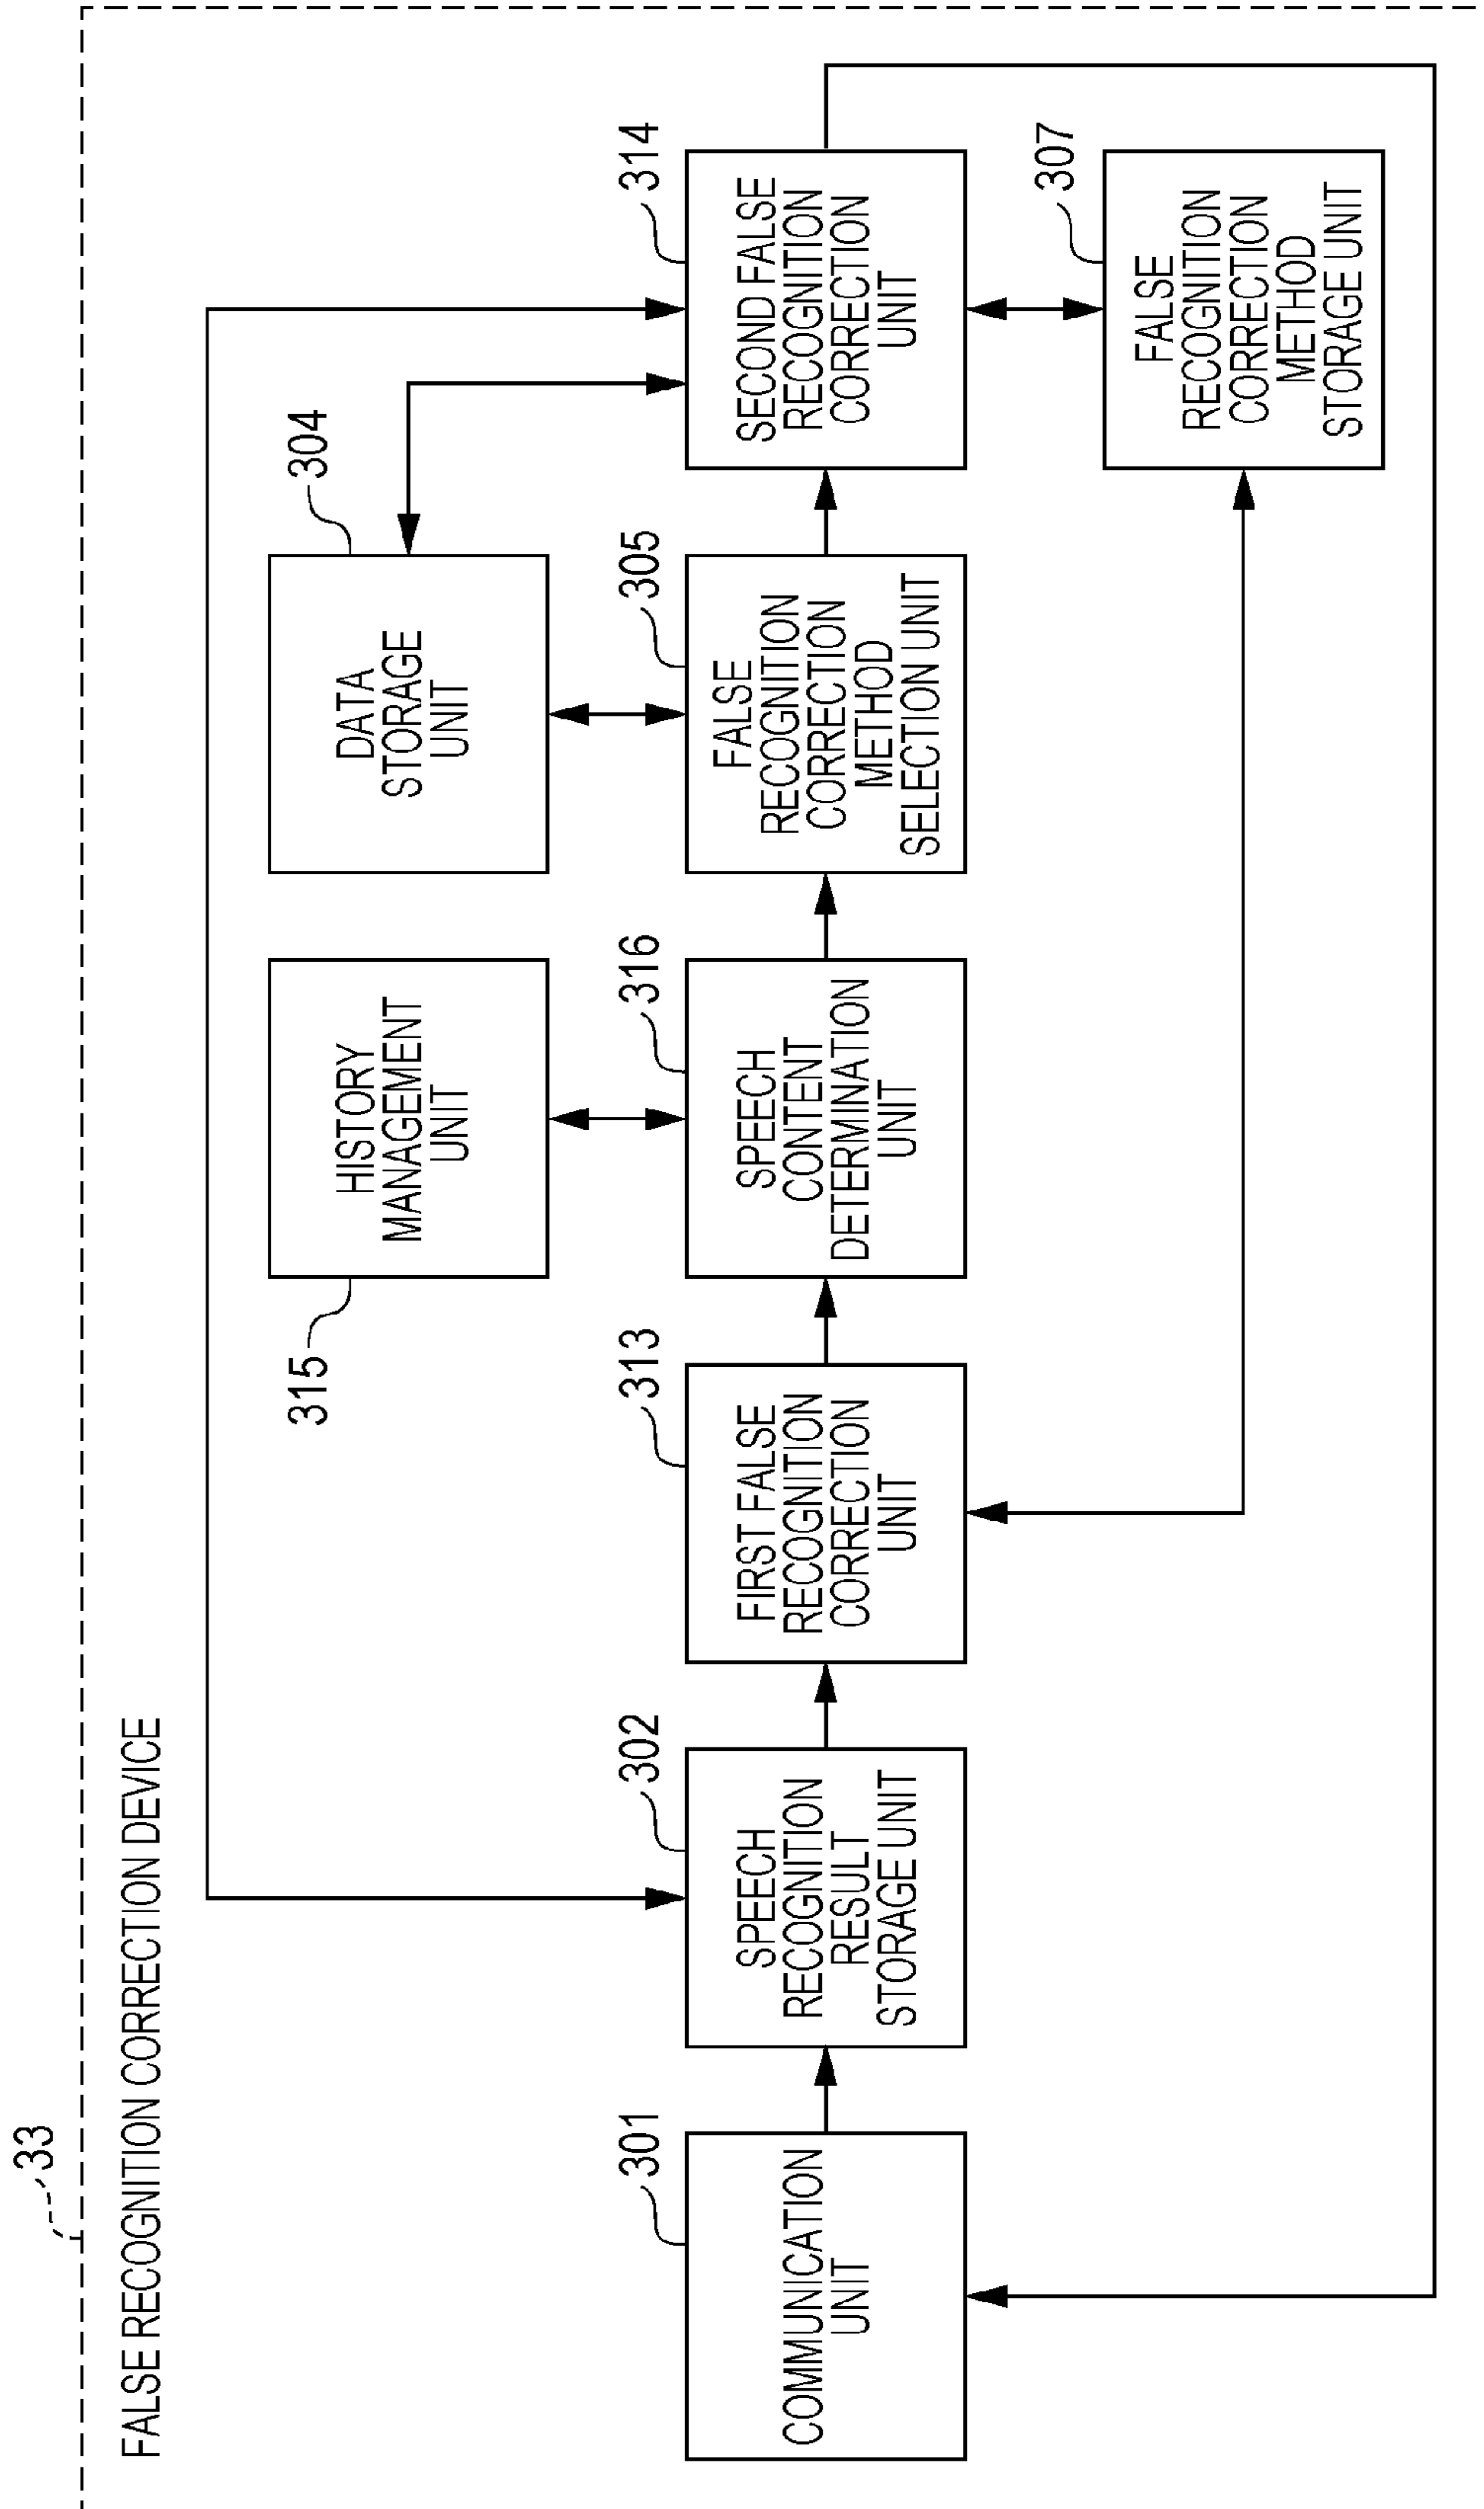 33
FALSE RECOGNITION CORRECTION DEVICE
315
HISTORY
MANAGEMENT
UNIT
304
DATA
STORAGE
UNIT
301
COMMUNICATION
UNIT
302
SPEECH
RECOGNITION
RESULT
STORAGE UNIT
313
FIRST FALSE
RECOGNITION
CORRECTION
UNIT
316
SPEECH
CONTENT
DETERMINATION
UNIT
305
FALSE
RECOGNITION
CORRECTION
METHOD
SELECTION UNIT
314
SECOND FALSE
RECOGNITION
CORRECTION
UNIT
307
FALSE
RECOGNITION
CORRECTION
METHOD
STORAGE UNIT